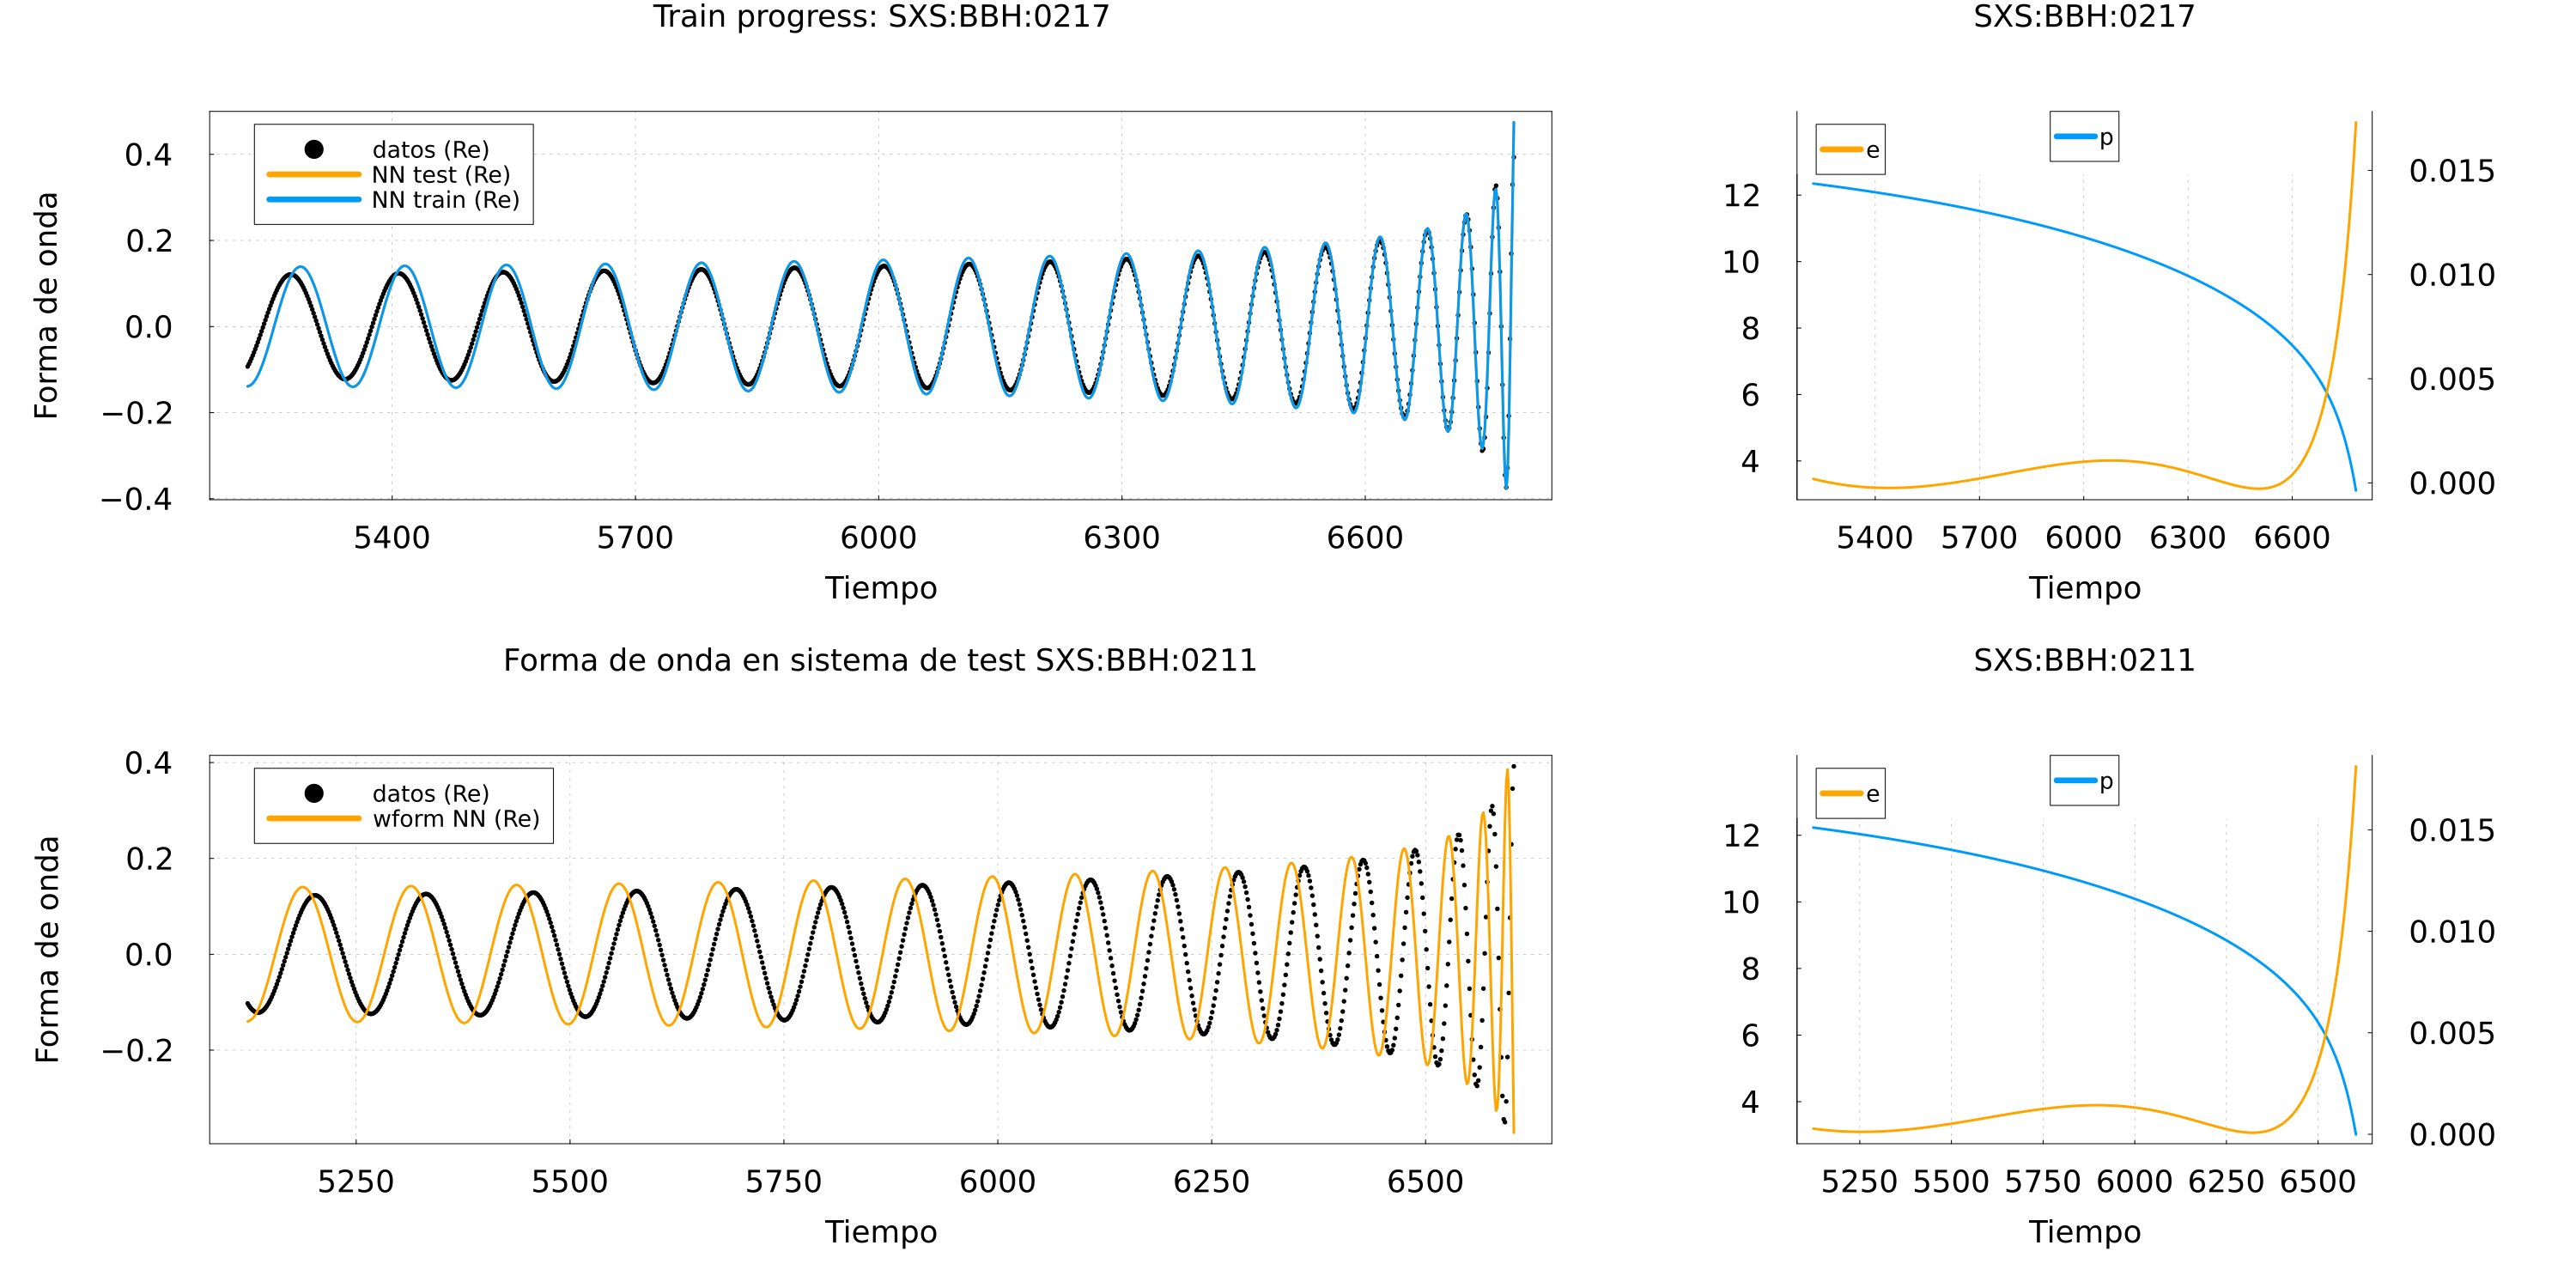 Train progress: SXS:BBH:0217
datos (Re)
NN test (Re)
NN train (Re)
0.4
0.2
0.0
−0.2
−0.4
Forma de onda
5400 5700 6000 6300 6600
Tiempo
SXS:BBH:0217
e
p
12
10
8
6
4
0.015
0.010
0.005
0.000
5400 5700 6000 6300 6600
Tiempo
Forma de onda en sistema de test SXS:BBH:0211
datos (Re)
wform NN (Re)
0.4
0.2
0.0
−0.2
Forma de onda
5250 5500 5750 6000 6250 6500
Tiempo
SXS:BBH:0211
e
p
12
10
8
6
4
0.015
0.010
0.005
0.000
5250 5500 5750 6000 6250 6500
Tiempo